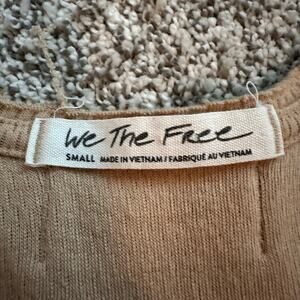 We The Free
SMALL MADE IN VIETNAM / FABRIQUÉ AU VIETNAM